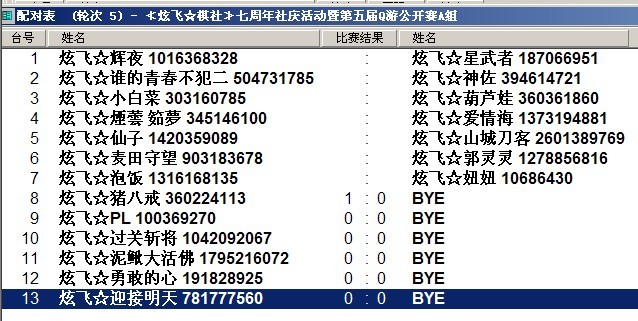 配对表 (轮次 5) - ≮炫飞☆棋社≯七周年社庆活动暨第五届Q游公开赛A组
台号 姓名 比赛结果 姓名
1 炫飞☆辉夜 1016368328 : 炫飞☆星武者 187066951
2 炫飞☆谁的青春不犯二 504731785 : 炫飞☆神佐 394614721
3 炫飞☆小白菜 303160785 : 炫飞☆葫芦娃 360361860
4 炫飞☆煙蕓 筎夢 345146100 : 炫飞☆爱情海 1373194881
5 炫飞☆仙子 1420359089 : 炫飞☆山城刀客 2601389769
6 炫飞☆麦田守望 903183678 : 炫飞☆郭灵灵 1278856816
7 炫飞☆袍饭 1316168135 : 炫飞☆妞妞 10686430
8 炫飞☆猪八戒 360224113 1 : 0 BYE
9 炫飞☆PL 100369270 0 : 0 BYE
10 炫飞☆过关斩将 1042092067 0 : 0 BYE
11 炫飞☆泥鳅大活佛 1795216072 0 : 0 BYE
12 炫飞☆勇敢的心 191828925 0 : 0 BYE
13 炫飞☆迎接明天 781777560 0 : 0 BYE